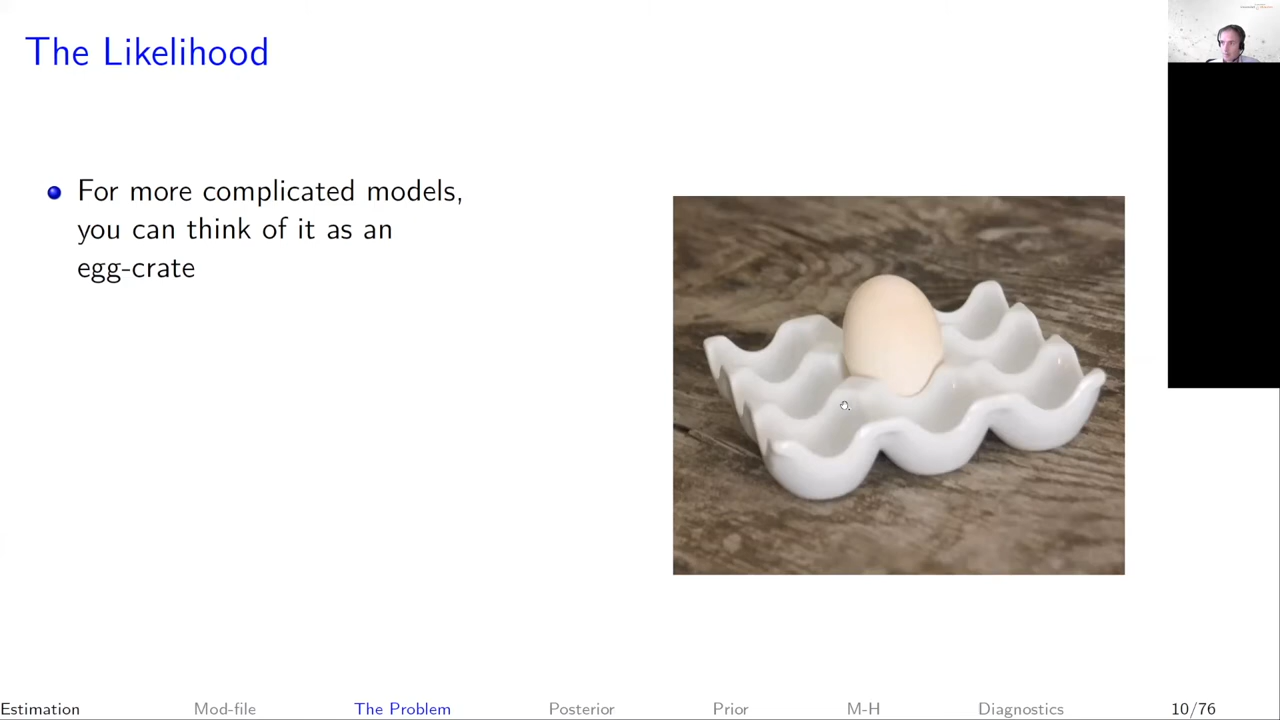 The Likelihood
For more complicated models,
you can think of it as an
egg-crate
Estimation
Mod-file
The Problem
Posterior
Prior
M-H
Diagnostics
10/76